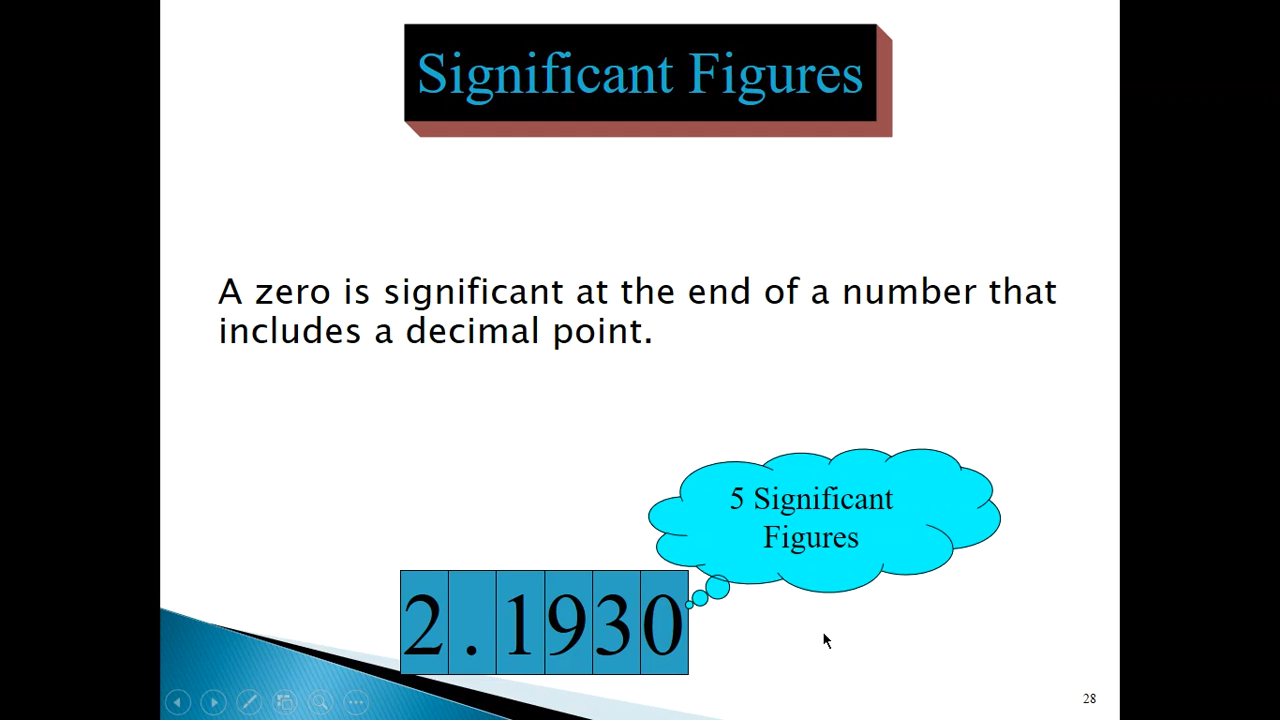 Significant Figures
A zero is significant at the end of a number that
includes a decimal point.
5 Significant
Figures
2.1930
28